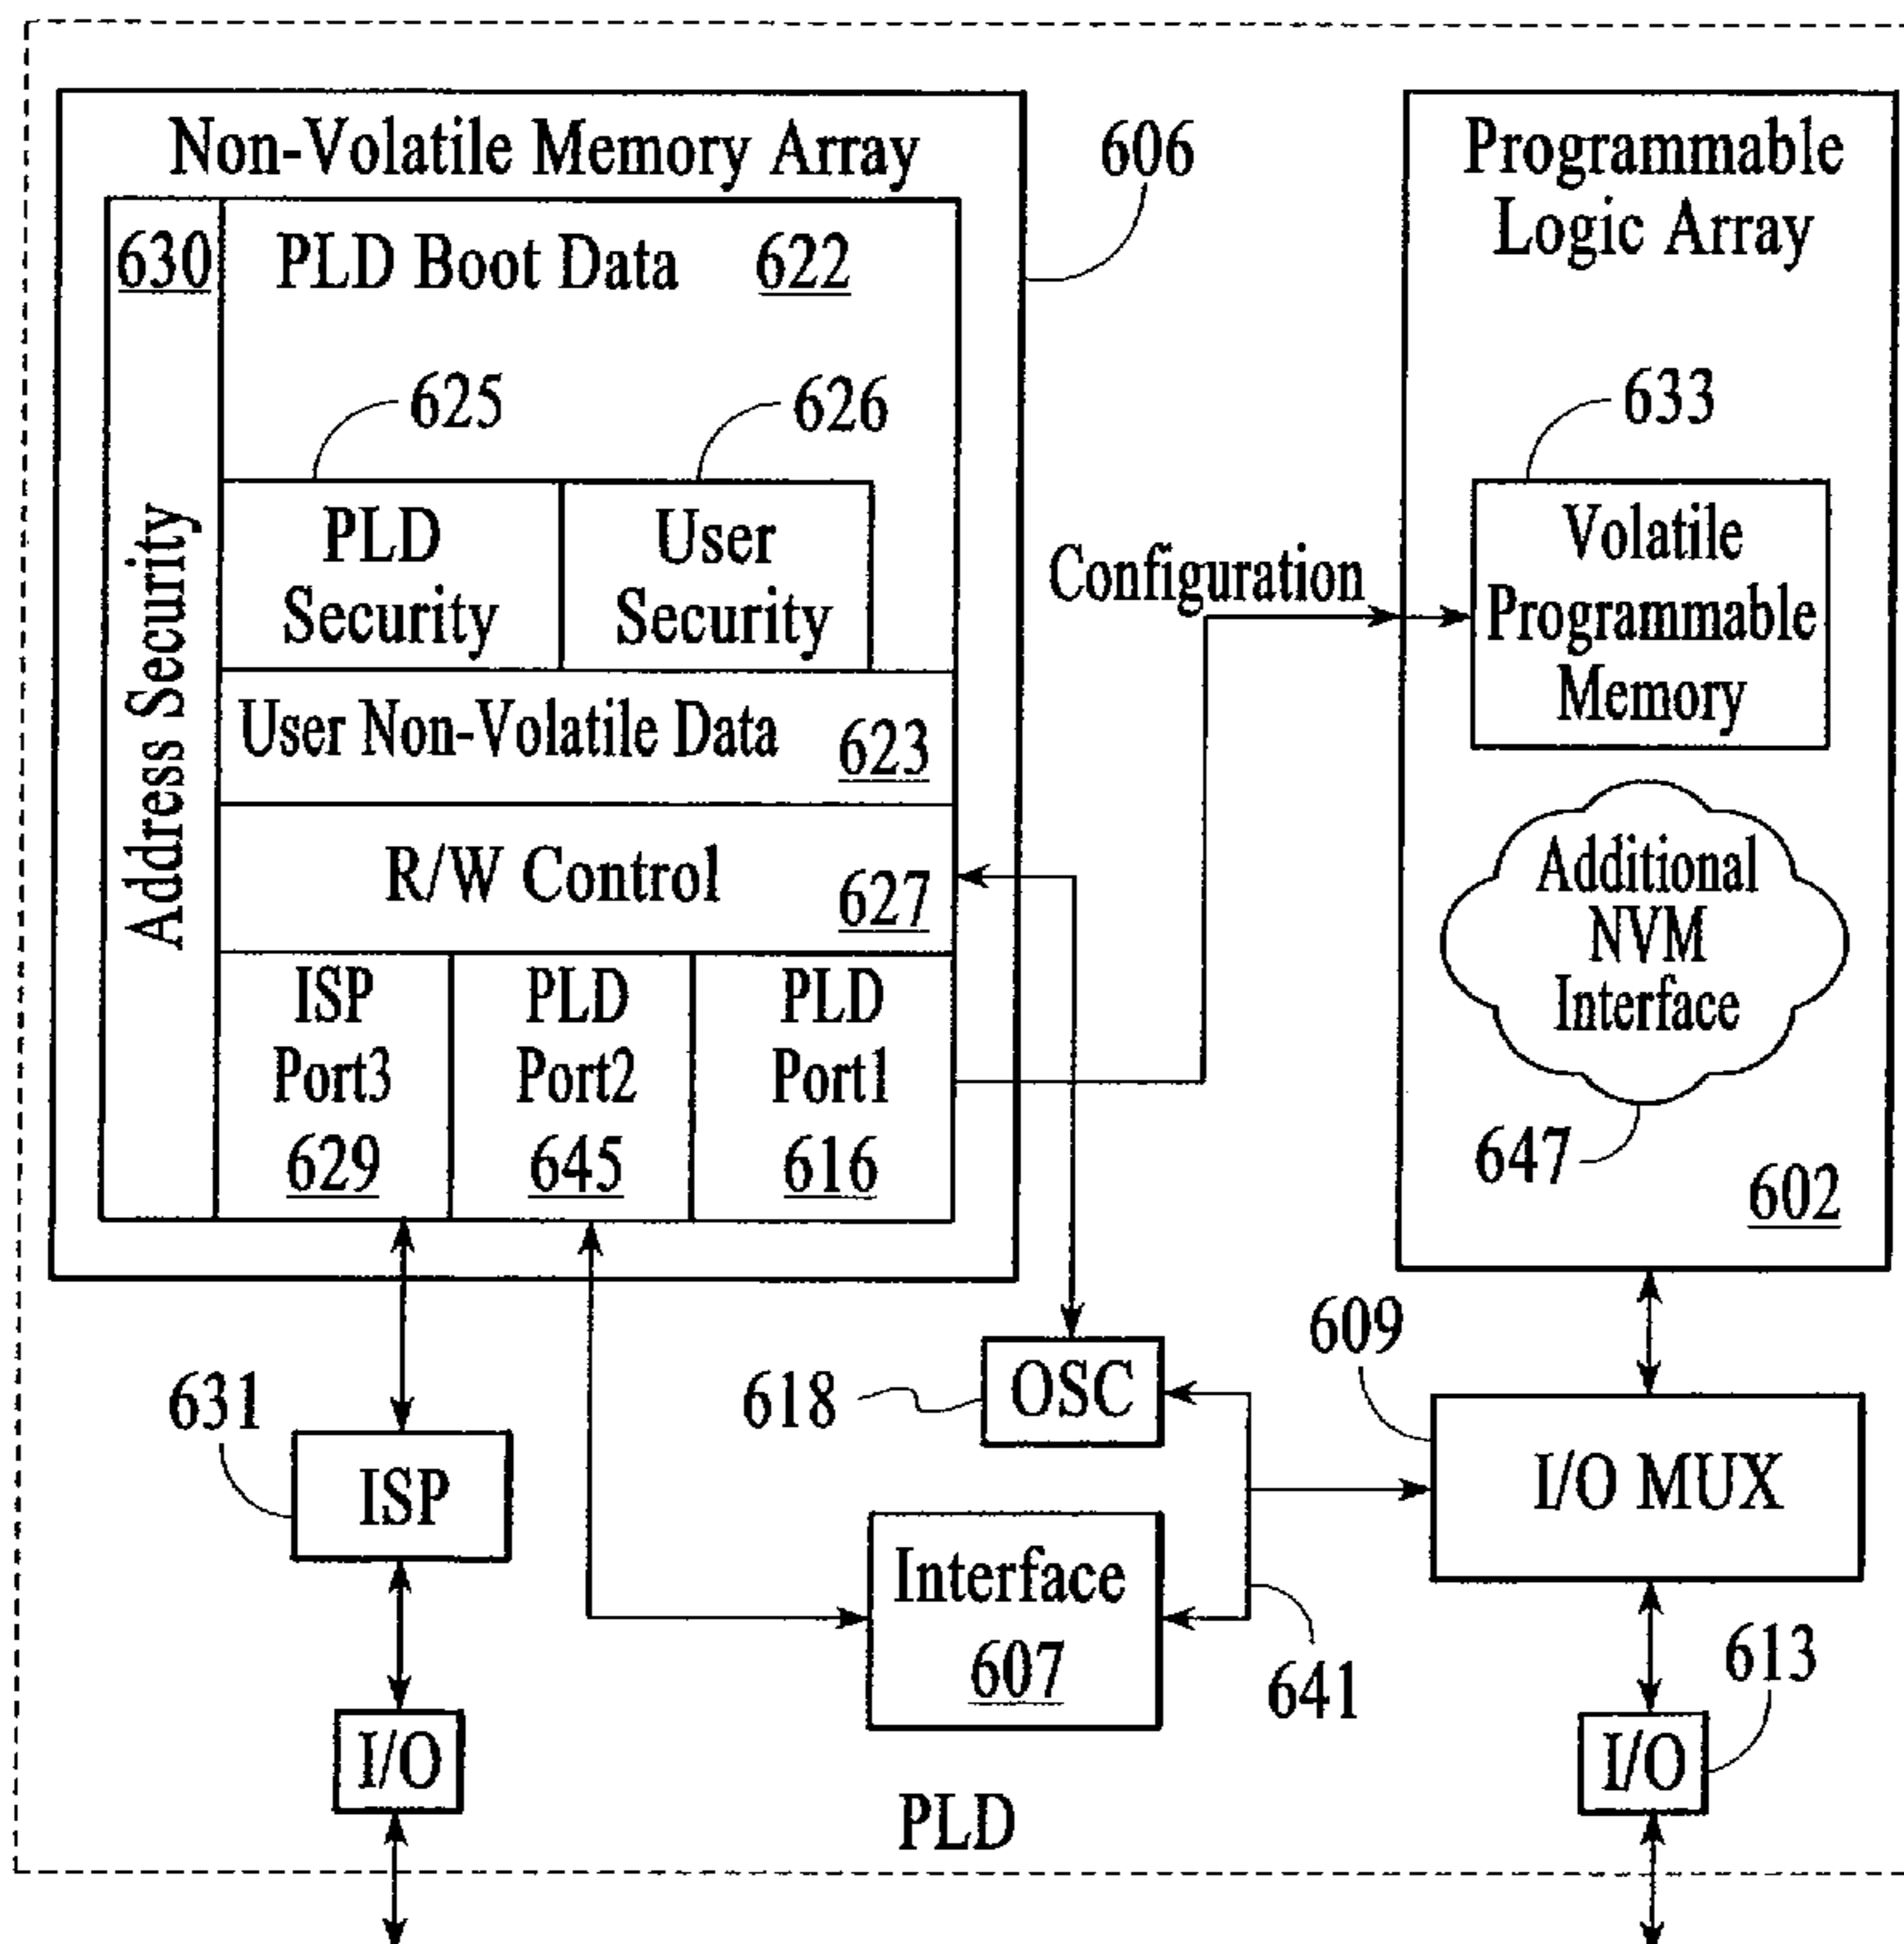 Non-Volatile Memory Array
606
630
PLD Boot Data 622
625
626
PLD
Security
User
Security
Address Security
User Non-Volatile Data 623
R/W Control 627
ISP
Port3
629
PLD
Port2
645
PLD
Port1
616
Configuration
Programmable
Logic Array
633
Volatile
Programmable
Memory
Additional
NVM
Interface
647
602
631
ISP
I/O
618
OSC
Interface
607
641
609
I/O MUX
613
I/O
PLD